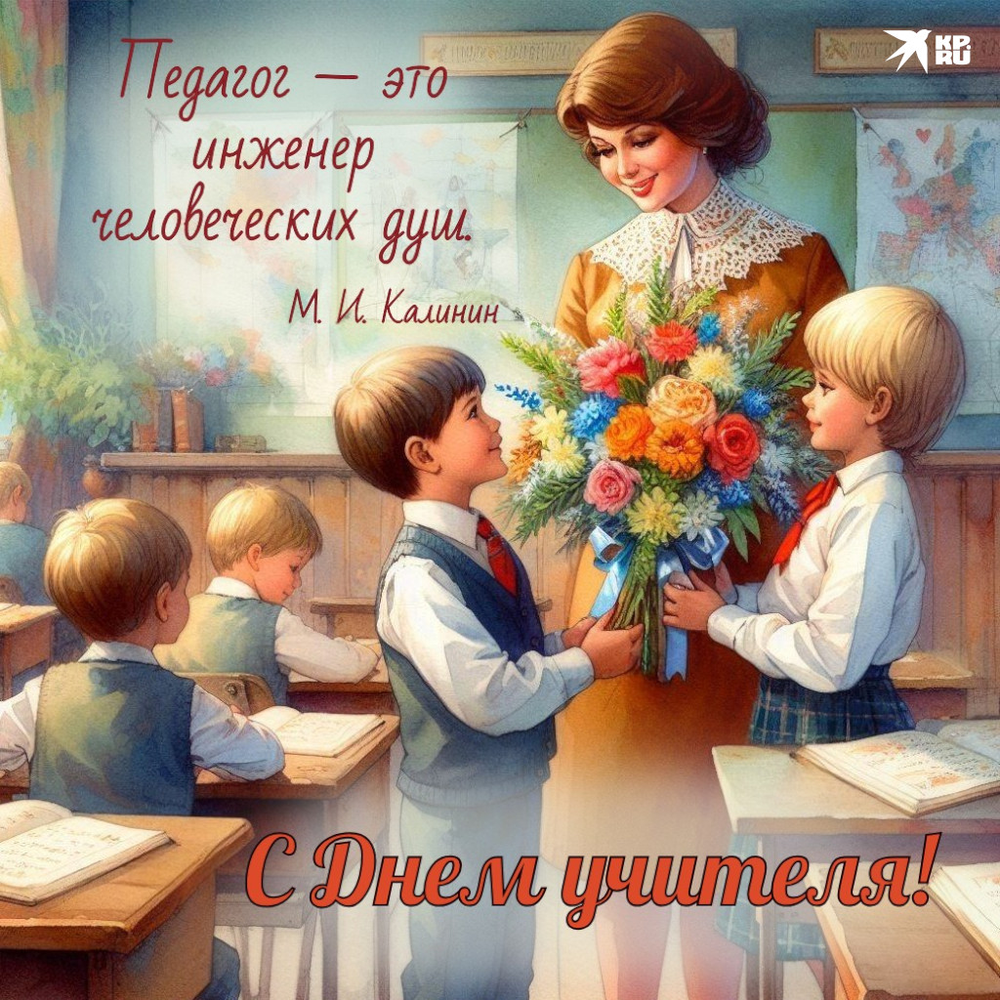 Педагог — это
инженер
человеческих душ.
М. И. Калинин
KP.
RU
С Днем учителя!